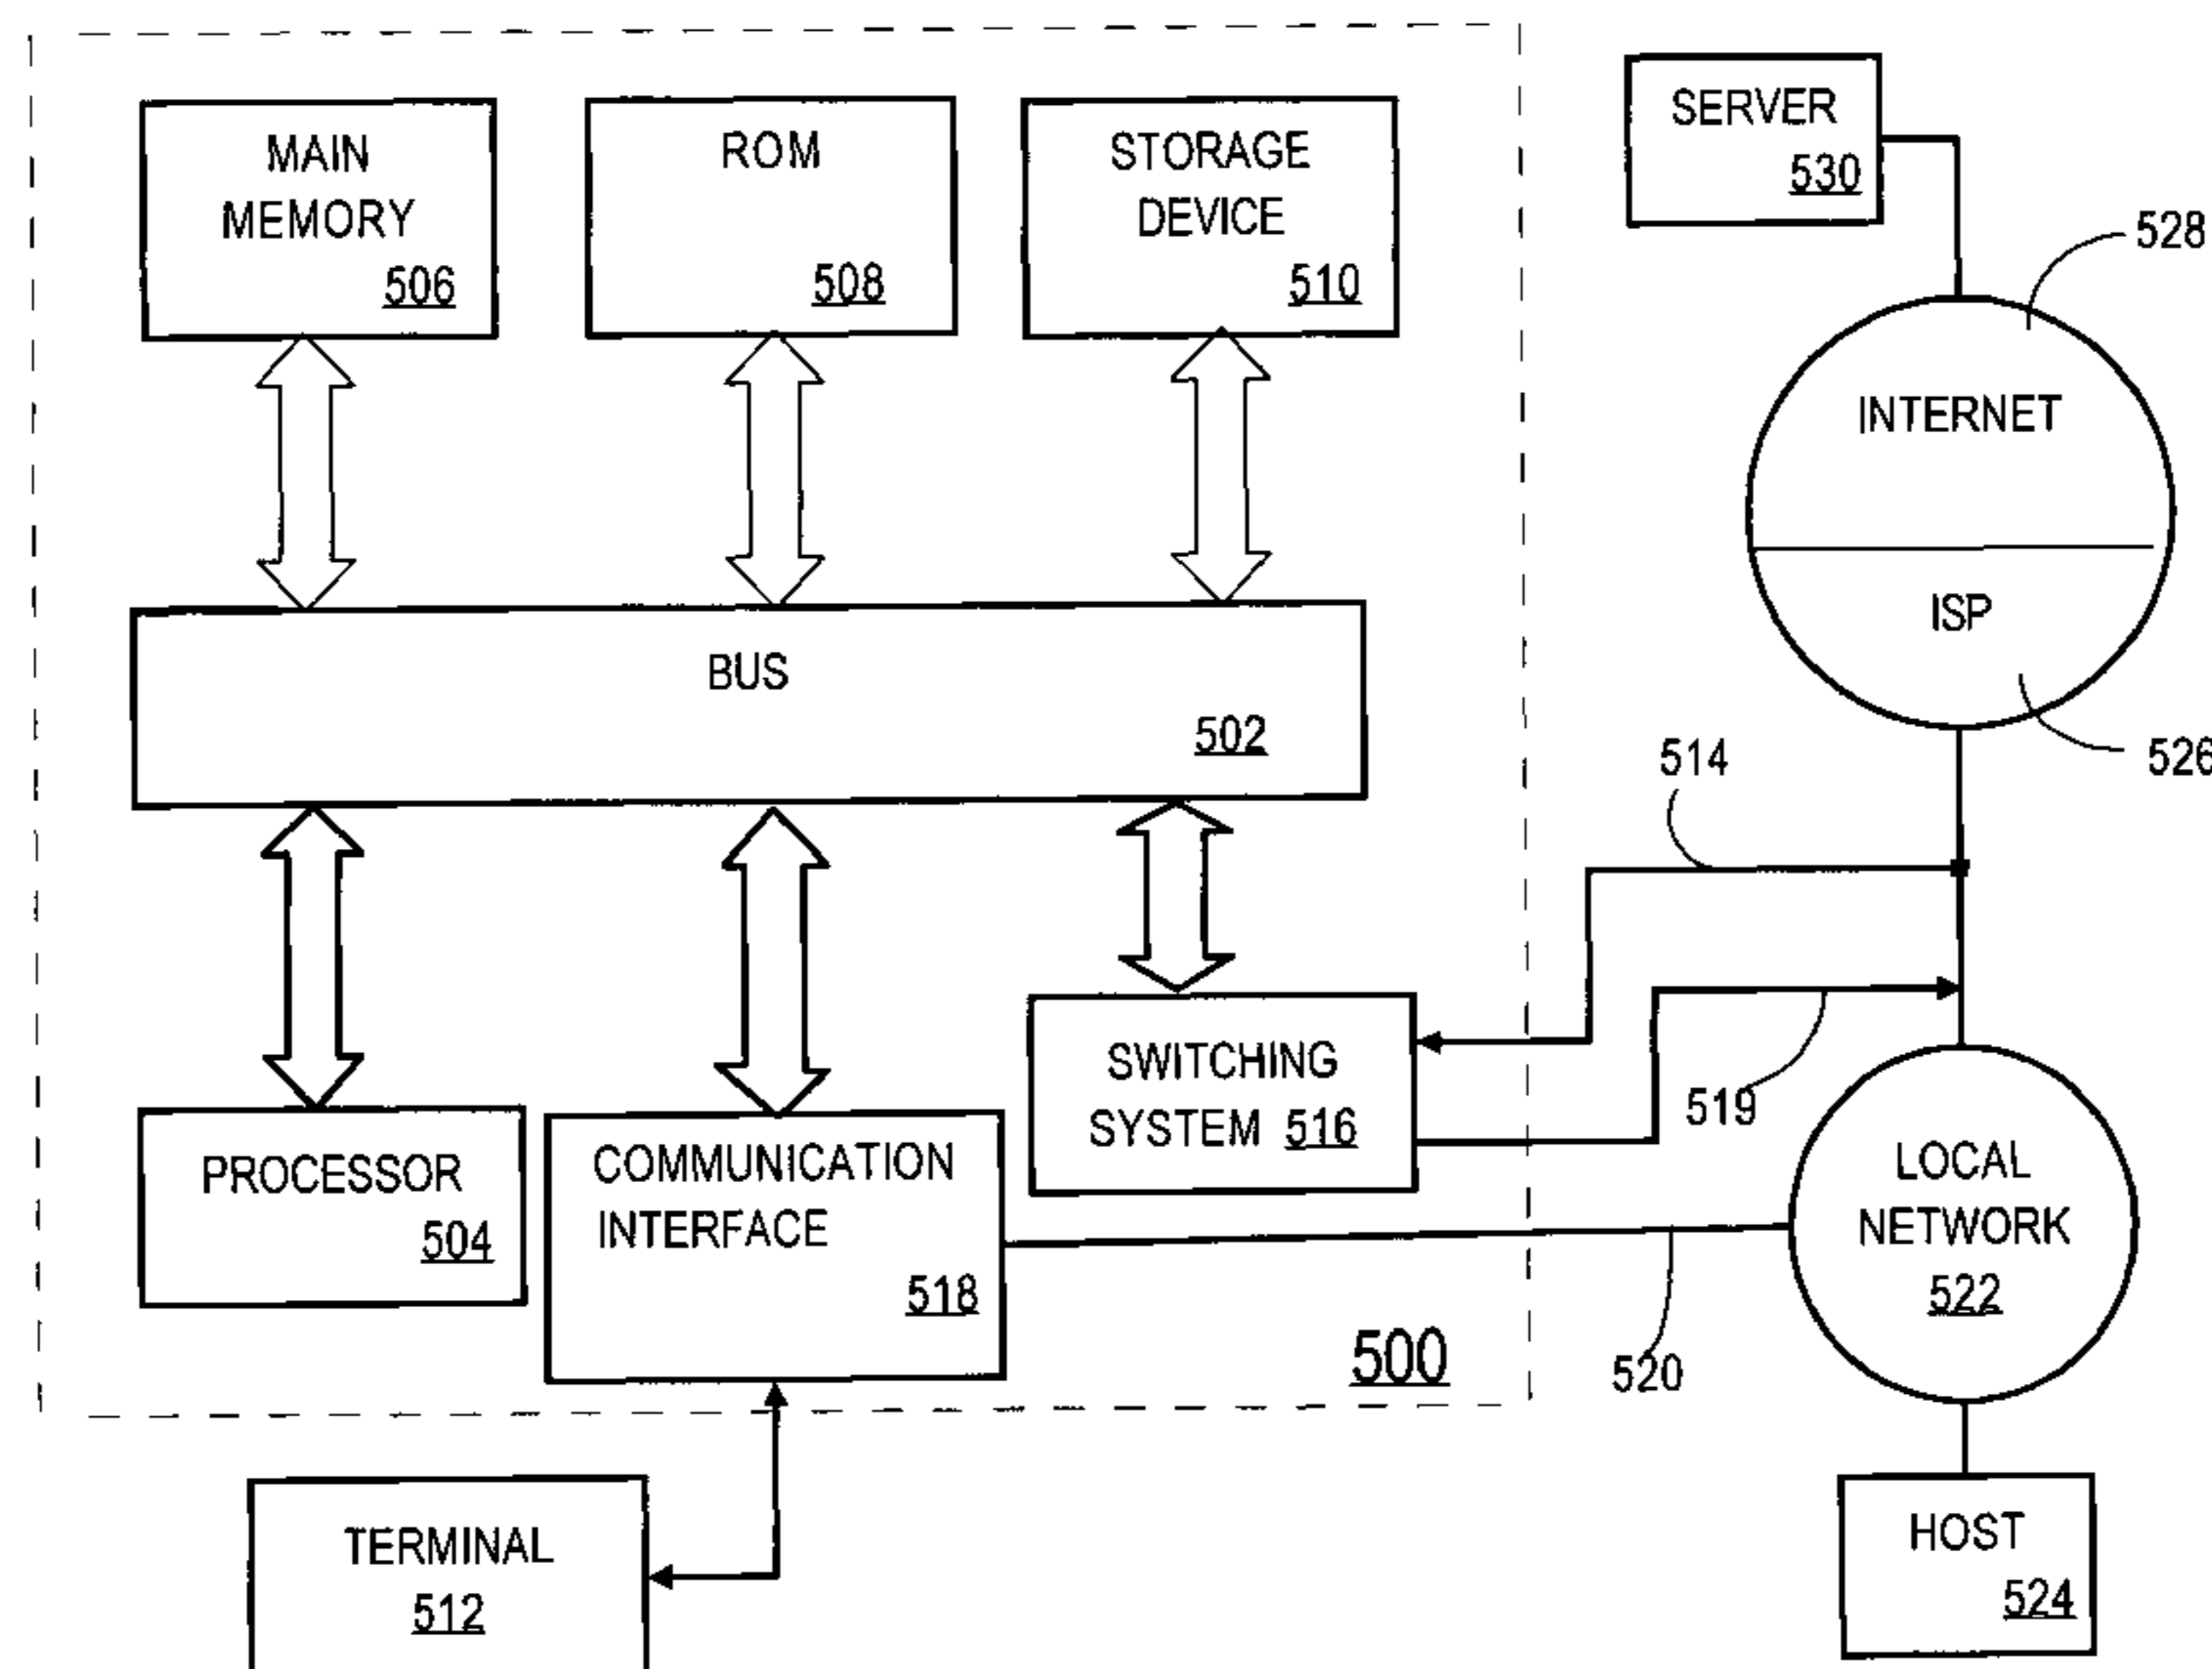 MAIN
MEMORY
506
ROM
508
STORAGE
DEVICE
510
SERVER
530
528
INTERNET
ISP
526
BUS
502
514
SWITCHING
SYSTEM 516
519
PROCESSOR
504
COMMUNICATION
INTERFACE
518
LOCAL
NETWORK
522
500
520
TERMINAL
512
HOST
524